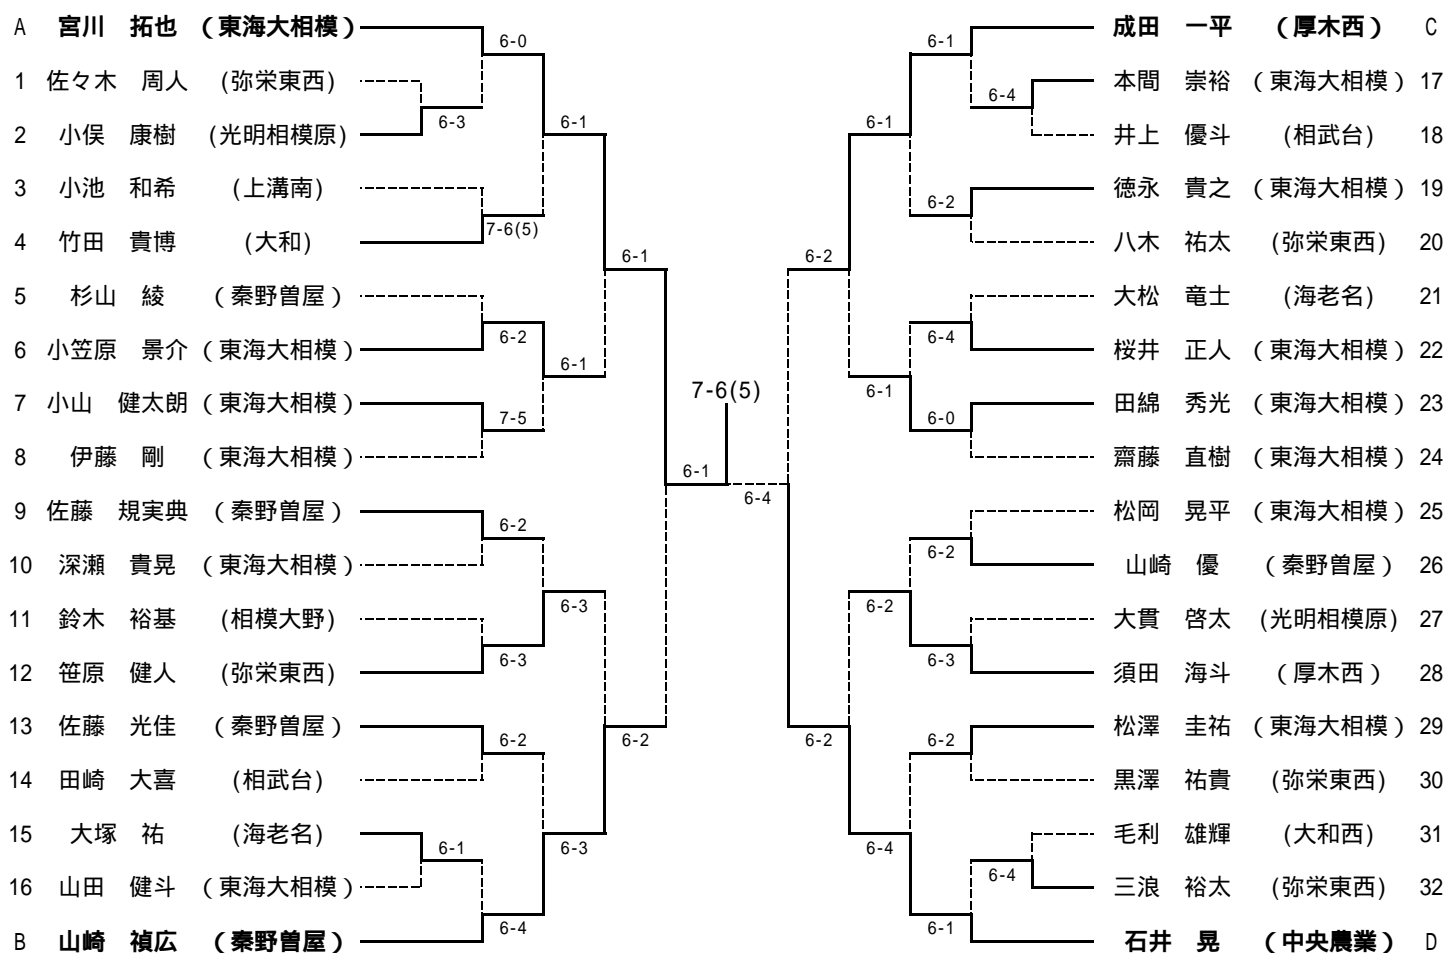 A 宮川 拓也 （東海大相模） 6-0 6-1 成田 一平 （厚木西） C
1 佐々木 周人 (弥栄東西) 6-4 本間 崇裕 （東海大相模） 17
6-3 6-1 6-1
2 小俣 康樹 (光明相模原) 井上 優斗 (相武台) 18
3 小池 和希 (上溝南) 6-2 徳永 貴之 （東海大相模） 19
7-6(5)
4 竹田 貴博 (大和) 6-1 6-2 八木 祐太 (弥栄東西) 20
5 杉山 綾 （秦野曽屋） 大松 竜士 (海老名) 21
6-2 6-4
6 小笠原 景介 （東海大相模） 6-1 桜井 正人 （東海大相模） 22
7-6(5) 6-1
7 小山 健太朗 （東海大相模） 7-5 6-0 田綿 秀光 （東海大相模） 23
8 伊藤 剛 （東海大相模） 6-1 齋藤 直樹 （東海大相模） 24
6-4
9 佐藤 規実典 （秦野曽屋） 6-2 松岡 晃平 （東海大相模） 25
6-2
10 深瀬 貴晃 （東海大相模） 山崎 優 （秦野曽屋） 26
6-3 6-2
11 鈴木 裕基 (相模大野) 大貫 啓太 (光明相模原) 27
6-3 6-3
12 笹原 健人 (弥栄東西) 須田 海斗 （厚木西） 28
13 佐藤 光佳 （秦野曽屋） 6-2 6-2 6-2 6-2 松澤 圭祐 （東海大相模） 29
14 田崎 大喜 (相武台) 黒澤 祐貴 (弥栄東西) 30
15 大塚 祐 (海老名) 6-1 6-3 6-4 毛利 雄輝 (大和西) 31
16 山田 健斗 （東海大相模） 6-4 三浪 裕太 (弥栄東西) 32
6-4 6-1
B 山崎 禎広 （秦野曽屋） 石井 晃 （中央農業） D